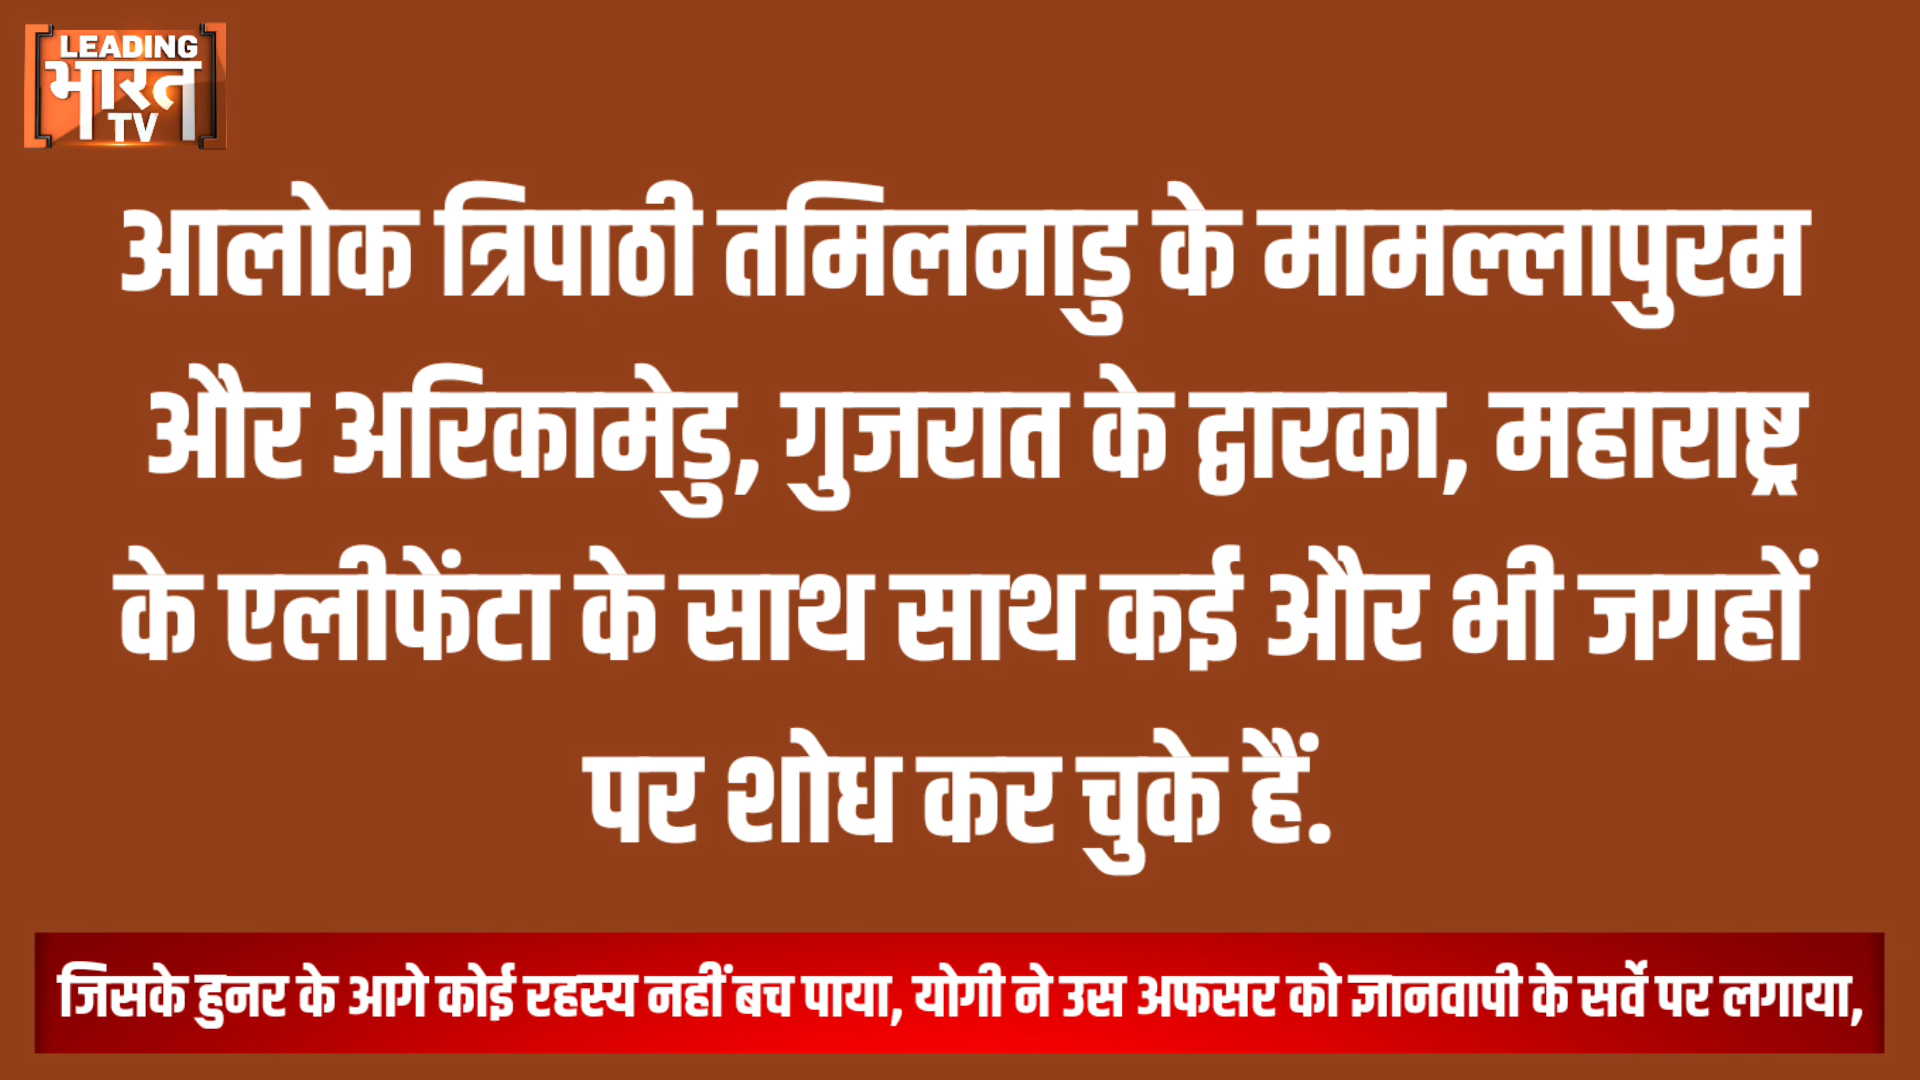 LEADING
भारत
TV
आलोक त्रिपाठी तमिलनाडु के मामल्लापुरम
और अरिकामेडु, गुजरात के द्वारका, महाराष्ट्र
के एलीफेंटा के साथ साथ कई और भी जगहों
पर शोध कर चुके हैं.
जिसके हुनर के आगे कोई रहस्य नहीं बच पाया, योगी ने उस अफसर को ज्ञानवापी के सर्वे पर लगाया,